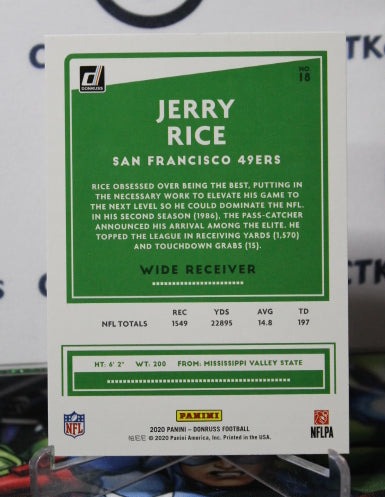 DONRUSS
NO.
18
JERRY
RICE
SAN FRANCISCO 49ERS
RICE OBSESSED OVER BEING THE BEST, PUTTING IN
THE NECESSARY WORK TO ELEVATE HIS GAME TO
THE NEXT LEVEL SO HE COULD DOMINATE THE NFL.
IN HIS SECOND SEASON (1986), THE PASS-CATCHER
ANNOUNCED HIS ARRIVAL AMONG THE ELITE. HE
TOPPED THE LEAGUE IN RECEIVING YARDS (1,570)
AND TOUCHDOWN GRABS (15).
WIDE RECEIVER
REC YDS AVG TD
NFL TOTALS 1549 22895 14.8 197
HT: 6' 2" WT: 200 FROM: MISSISSIPPI VALLEY STATE
NFL
PANINI
NFLPA
2020 PANINI – DONRUSS FOOTBALL
© 2020 Panini America, Inc. Printed in the USA.